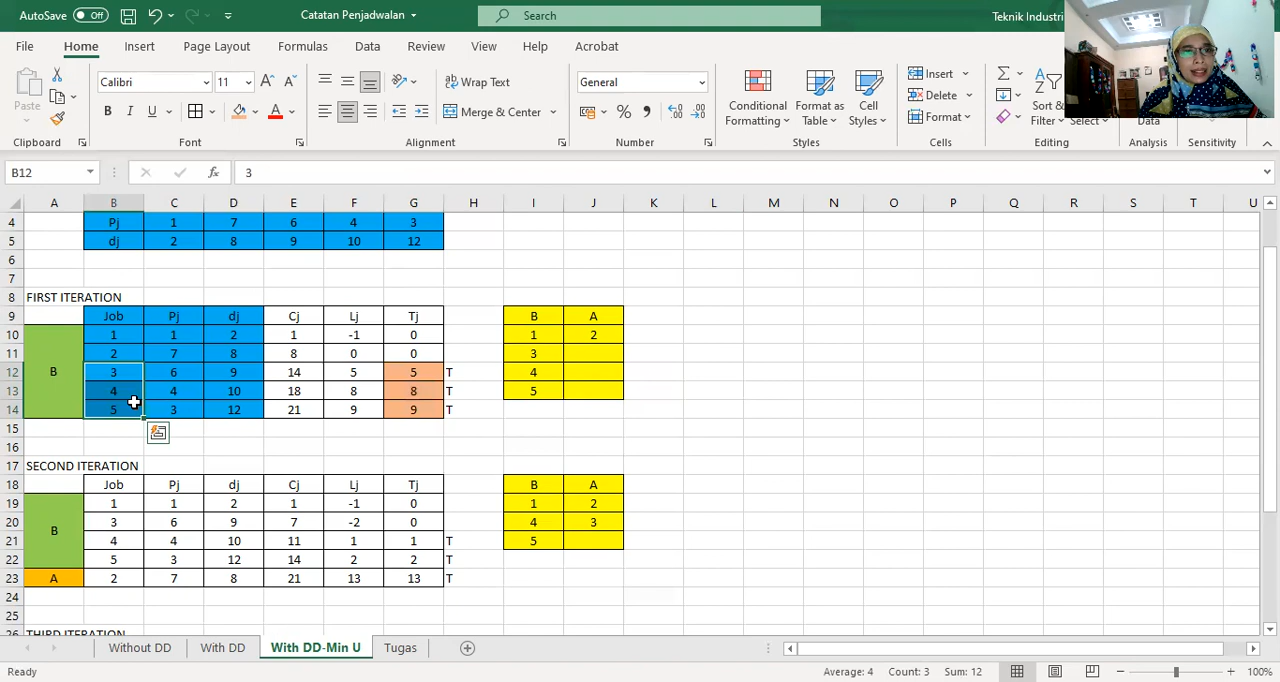 AutoSave Off Catatan Penjadwalan Search Teknik Industri
File Home Insert Page Layout Formulas Data Review View Help Acrobat
Paste Calibri 11 Wrap Text General Conditional Formatting Format as Table Cell Styles Insert Delete Format Sort & Filter Select Data Analysis Sensitivity
B I U Merge & Center
Clipboard Font Alignment Number Styles Cells Editing Analysis Sensitivity
B12 fx 3
A B C D E F G H I J K L M N O P Q R S T U
4 Pj 1 7 6 4 3
5 dj 2 8 9 10 12
6
7
8 FIRST ITERATION
9 Job Pj dj Cj Lj Tj B A
10 1 1 2 1 -1 0 1 2
11 2 7 8 8 0 0 3
12 B 3 6 9 14 5 5 T 4
13 4 4 10 18 8 8 T 5
14 5 3 12 21 9 9 T
15
16
17 SECOND ITERATION
18 Job Pj dj Cj Lj Tj B A
19 1 1 2 1 -1 0 1 2
20 B 3 6 9 7 -2 0 4 3
21 4 4 10 11 1 1 T 5
22 5 3 12 14 2 2 T
23 A 2 7 8 21 13 13 T
24
25
26 THIRD ITERATION
Without DD With DD With DD-Min U Tugas
Ready Average: 4 Count: 3 Sum: 12 100%